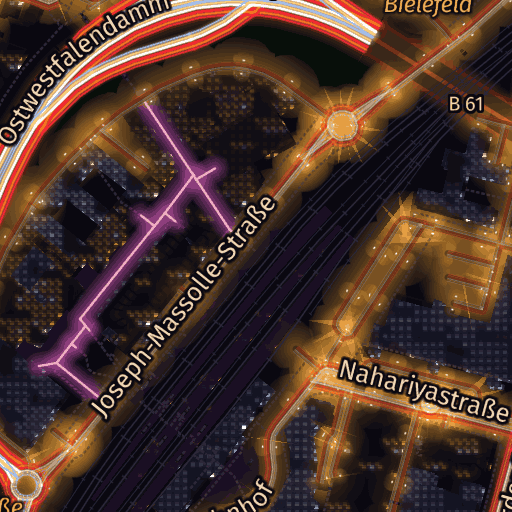 Bielefeld
Ostwestfalendamm
B 61
Joseph-Massolle-Straße
Nahariyastraße